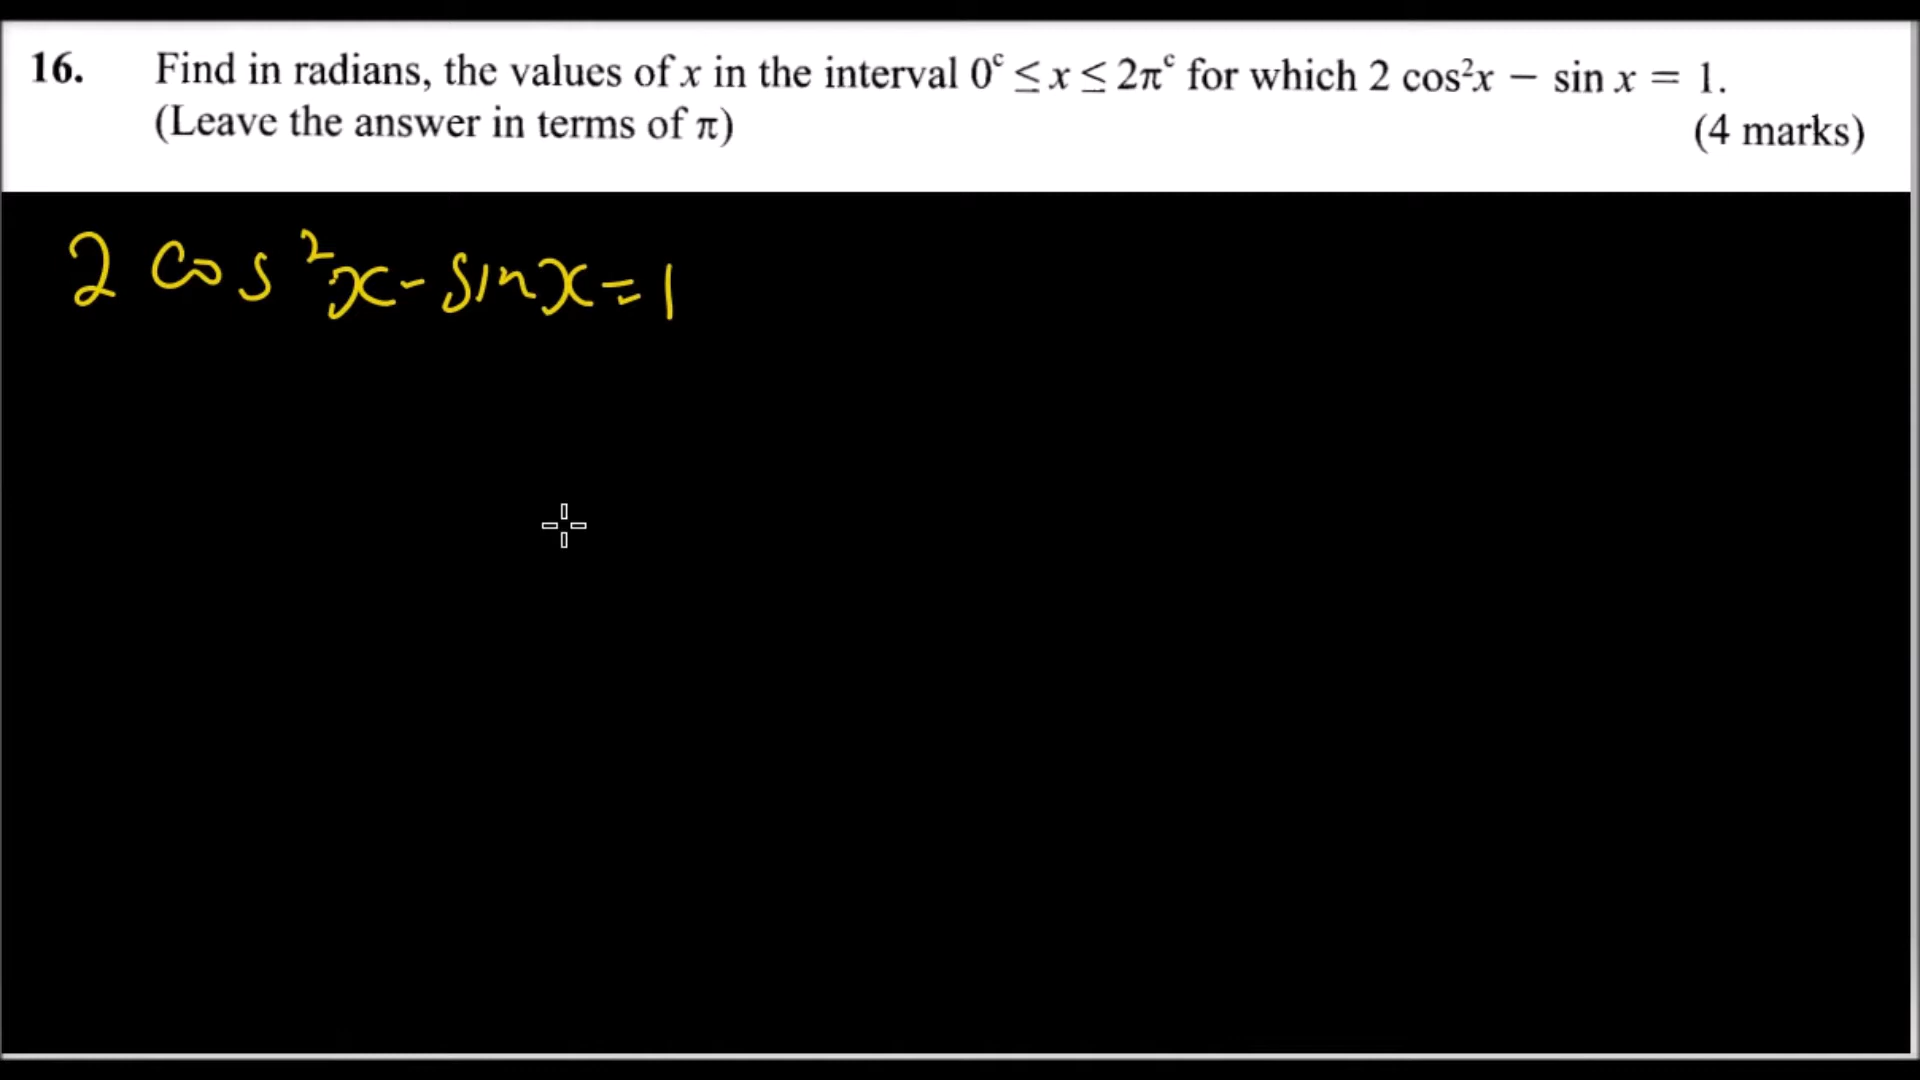 16. Find in radians, the values of x in the interval 0ᶜ ≤ x ≤ 2πᶜ for which 2 cos²x − sin x = 1.
(Leave the answer in terms of π) (4 marks)
2 cos²x - sinx = 1